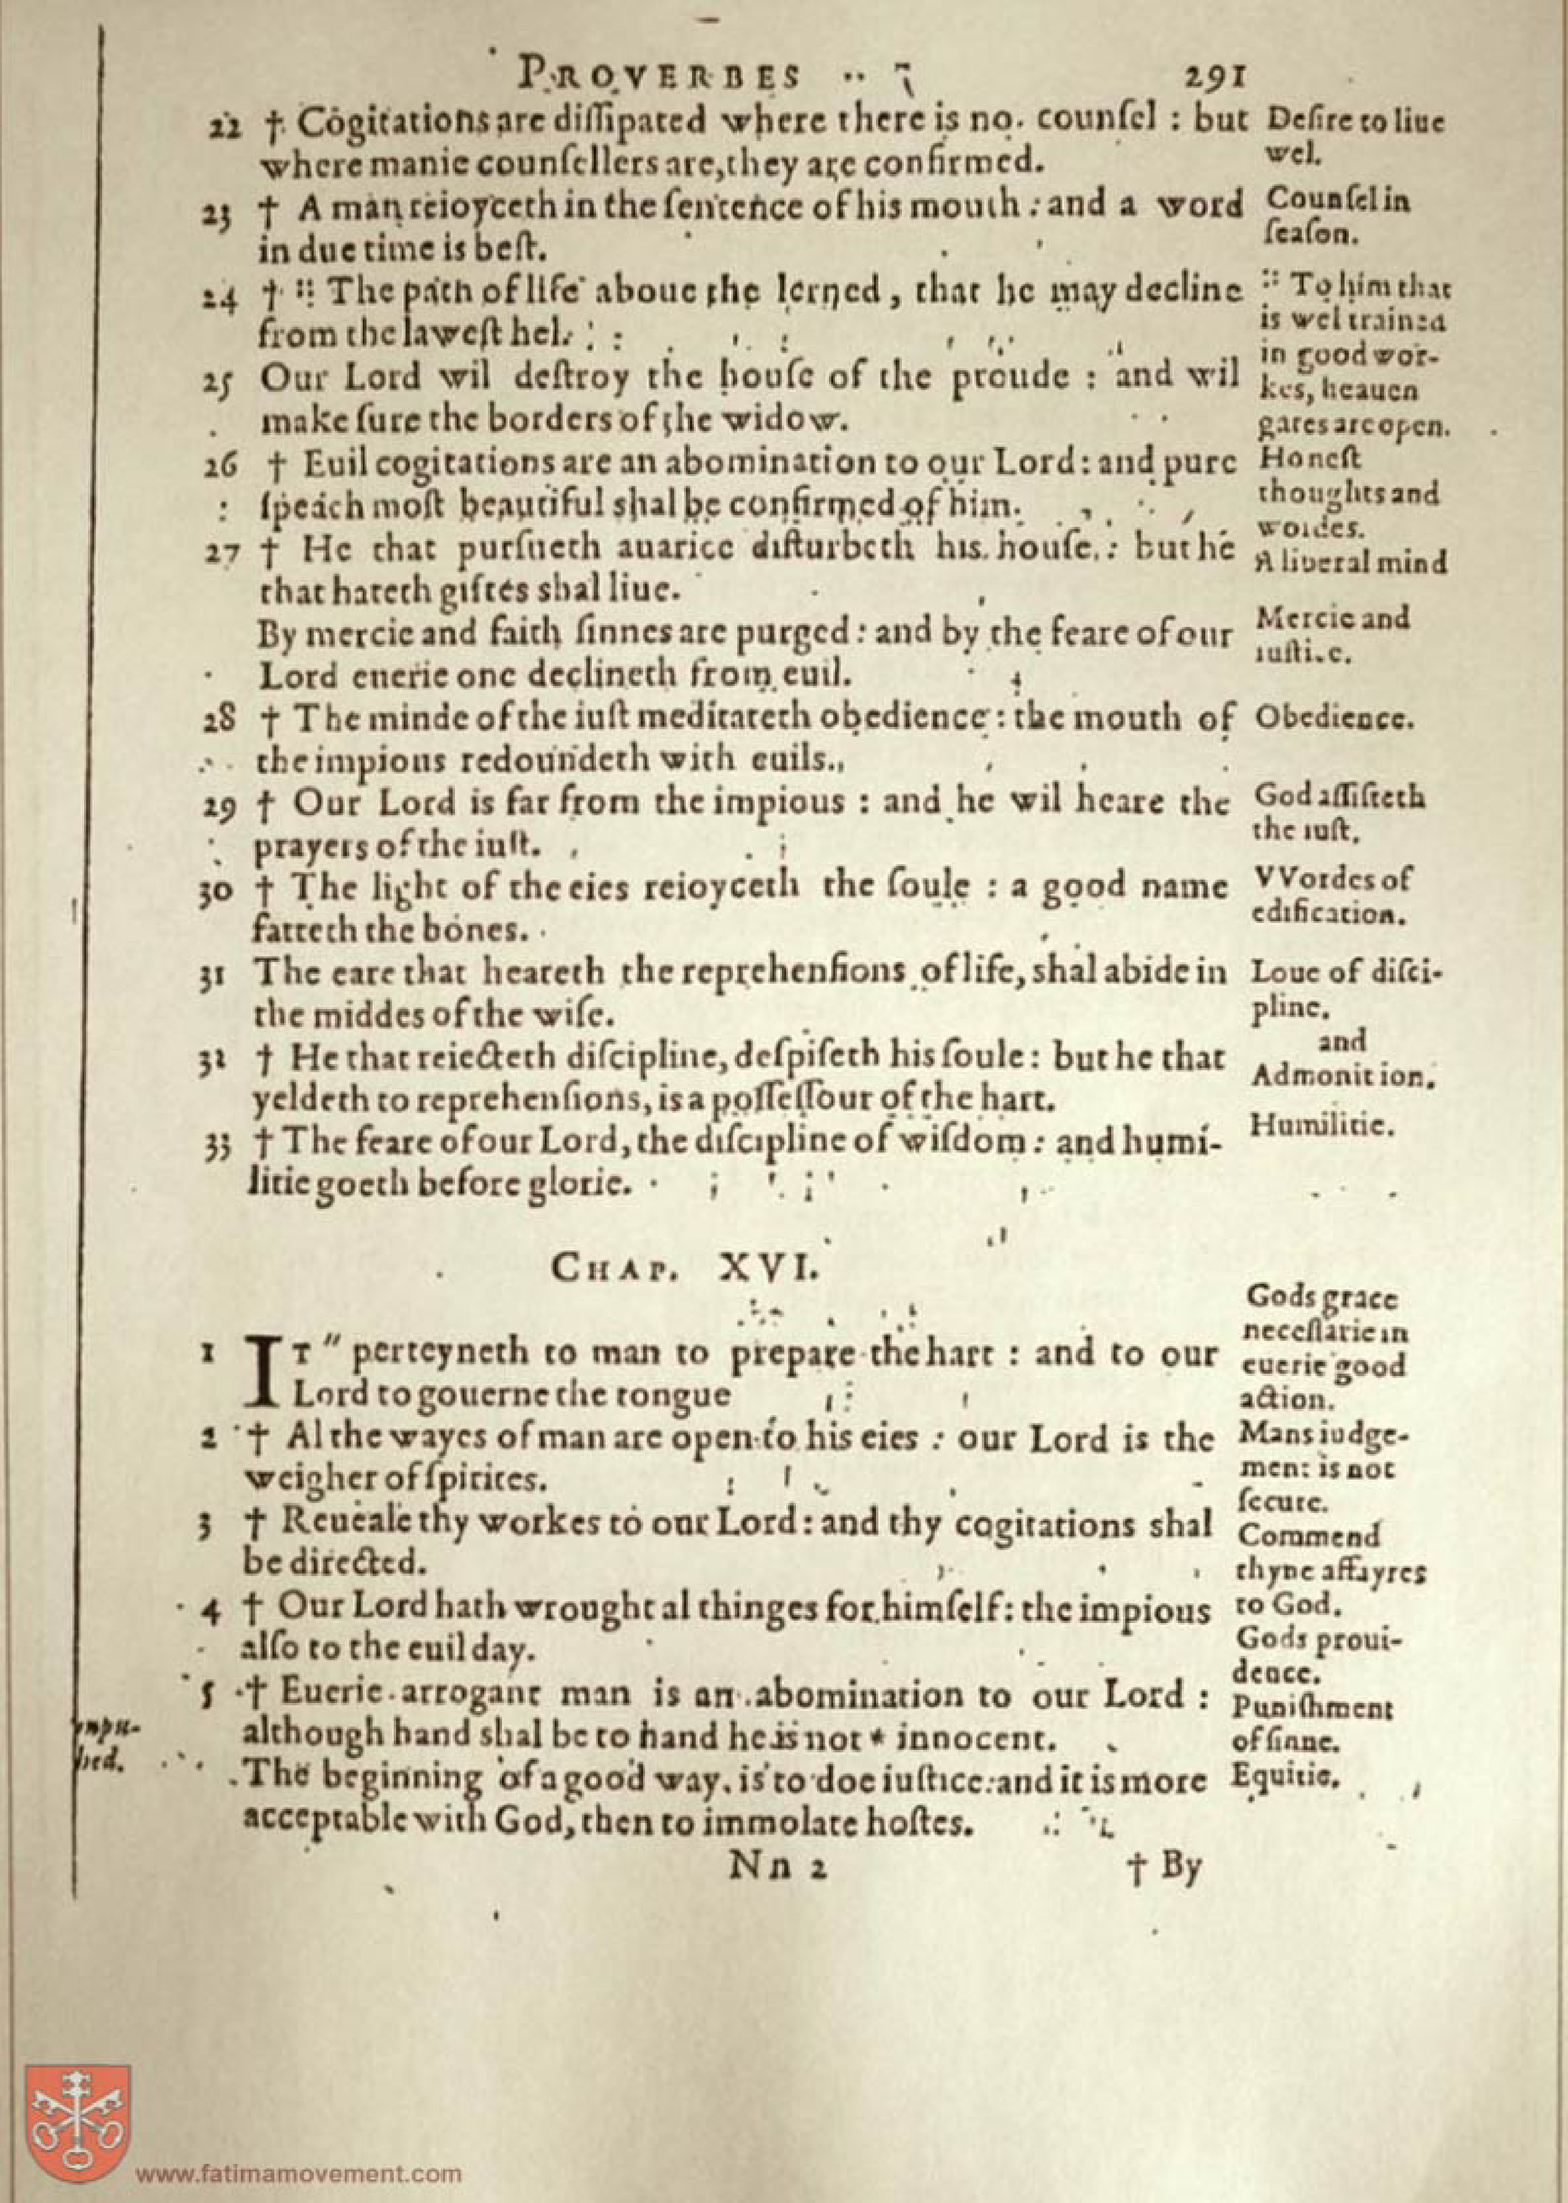 PROVERBES 291
22 † Cogitations are diſſipated where there is no counſel : but
where manie counſellers are, they are confirmed.
23 † A man reioyceth in the ſentence of his mouth : and a word
in due time is beſt.
24 † :: The path of life aboue the lerned, that he may decline
from the laweſt hel.
25 Our Lord wil deſtroy the houſe of the proude : and wil
make ſure the borders of the widow.
26 † Euil cogitations are an abomination to our Lord : and pure
ſpeach moſt beautiful shal be confirmed of him.
27 † He that purſueth auarice diſturbeth his houſe : but he
that hateth giftes shal liue.
By mercie and faith ſinnes are purged : and by the feare of our
Lord euerie one declineth from euil.
28 † The minde of the iuſt meditateth obedience : the mouth of
the impious redoundeth with euils.
29 † Our Lord is far from the impious : and he wil heare the
prayers of the iuſt.
30 † The light of the eies reioyceth the ſoule : a good name
fatteth the bones.
31 The eare that heareth the reprehenſions of life, shal abide in
the middes of the wiſe.
32 † He that reiecteth diſcipline, deſpiſeth his ſoule : but he that
yeldeth to reprehenſions, is a poſſeſſour of the hart.
33 † The feare of our Lord, the diſcipline of wiſdom : and humi-
litie goeth before glorie.
Deſire to liue
wel.
Counſel in
ſeaſon.
:: To him that
is wel trained
in good wor-
kes, heauen
gates are open.
Honeſt
thoughts and
wordes.
A liberal mind
Mercie and
iuſtice.
Obedience.
God aſſiſteth
the iuſt.
VVordes of
edification.
Loue of diſci-
pline.
and
Admonition.
Humilitie.
CHAP. XVI.
1 IT " perteyneth to man to prepare the hart : and to our
Lord to gouerne the tongue
2 † Al the wayes of man are open to his eies : our Lord is the
weigher of ſpirites.
3 † Reueale thy workes to our Lord : and thy cogitations shal
be directed.
4 † Our Lord hath wrought al thinges for himſelf : the impious
alſo to the euil day.
5 † Euerie arrogant man is an abomination to our Lord :
although hand shal be to hand he is not * innocent.
The beginning of a good way, is to doe iuſtice : and it is more
acceptable with God, then to immolate hoſtes.
Gods grace
neceſſarie in
euerie good
action.
Mans iudge-
ment is not
ſecure.
Commend
thyne affayres
to God.
Gods proui-
dence.
Puniſhment
of ſinne.
Equitie.
Nn 2 † By
www.fatimamovement.com